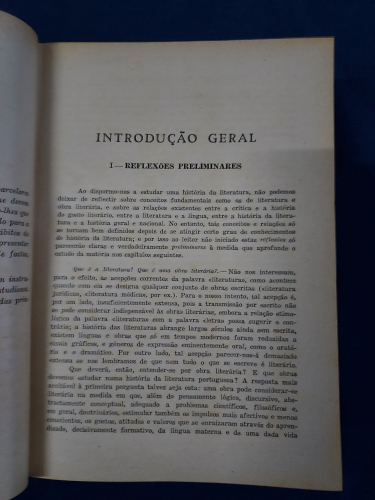 INTRODUÇÃO GERAL
I — REFLEXÕES PRELIMINARES
Ao dispormo-nos a estudar uma história da literatura, não podemos
deixar de reflectir sobre conceitos fundamentais como os de literatura e
obra literária, e sobre as relações existentes entre a crítica e a história
do gosto literário, entre a literatura e a língua, entre a história da litera-
tura e a história geral e nacional. No entanto, tais conceitos e relações só
se tornam bem definidos depois de se atingir certo grau de conhecimentos
de história da literatura; e por isso ao leitor não iniciado estas reflexões só
parecerão claras e verdadeiramente preliminares à medida que aprofunde o
estudo da matéria nos capítulos seguintes.
Que é a literatura? Que é uma obra literária? — Não nos interessam,
para o efeito, as acepções correntes da palavra «literatura», como acontece
quando com ela se designa qualquer conjunto de obras escritas («literatura
jurídica», «literatura médica», por ex.). Para o nosso intento, tal acepção é,
por um lado, insuficientemente extensa, pois a transmissão por escrito não
se pode considerar indispensável às obras literárias, embora a relação etimo-
lógica da palavra «literatura» com a palavra «letra» possa sugerir o con-
trário; a história das literaturas abrange largos séculos ainda sem escrita,
existem línguas e obras que só em tempos modernos foram reduzidas a
sinais gráficos, e géneros de expressão eminentemente oral, como o orató-
rio e o dramático. Por outro lado, tal acepção parecer-nos-á demasiado
extensa se nos lembrarmos de que nem tudo o que se escreve é literário.
Que deverá, então, entender-se por obra literária? E que obras
devemos estudar numa história da literatura portuguesa? A resposta mais
acessível à primeira pergunta talvez seja esta: uma obra pode considerar-se
literária na medida em que, além do pensamento lógico, discursivo, abs-
tractamente conceptual, adequado a problemas científicos, filosóficos e,
em geral, doutrinários, estimular também os impulsos mais afectivos e menos
conscientes, os gostos, atitudes e valores que se enraizaram através do apren-
dizado, decisivamente formativo, da língua materna e de uma dada vida